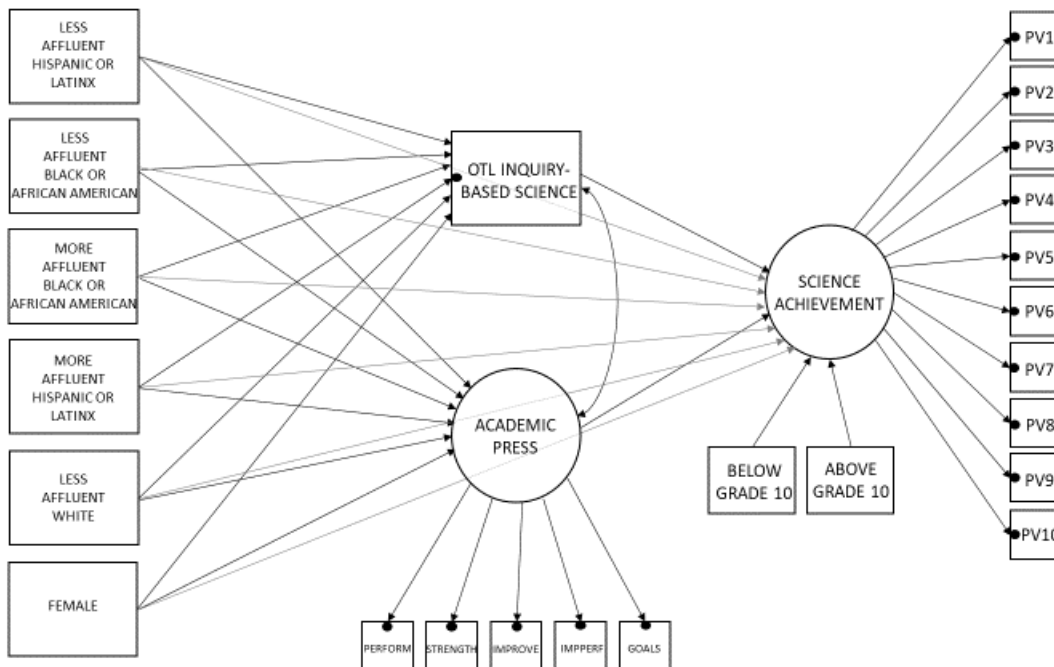 LESS
AFFLUENT
HISPANIC OR
LATINX
LESS
AFFLUENT
BLACK OR
AFRICAN AMERICAN
MORE
AFFLUENT
BLACK OR
AFRICAN AMERICAN
MORE
AFFLUENT
HISPANIC OR
LATINX
LESS
AFFLUENT
WHITE
FEMALE
OTL INQUIRY-
BASED SCIENCE
ACADEMIC
PRESS
PERFORM
STRENGTH
IMPROVE
IMPPERF
GOALS
SCIENCE
ACHIEVEMENT
BELOW
GRADE 10
ABOVE
GRADE 10
PV1
PV2
PV3
PV4
PV5
PV6
PV7
PV8
PV9
PV10